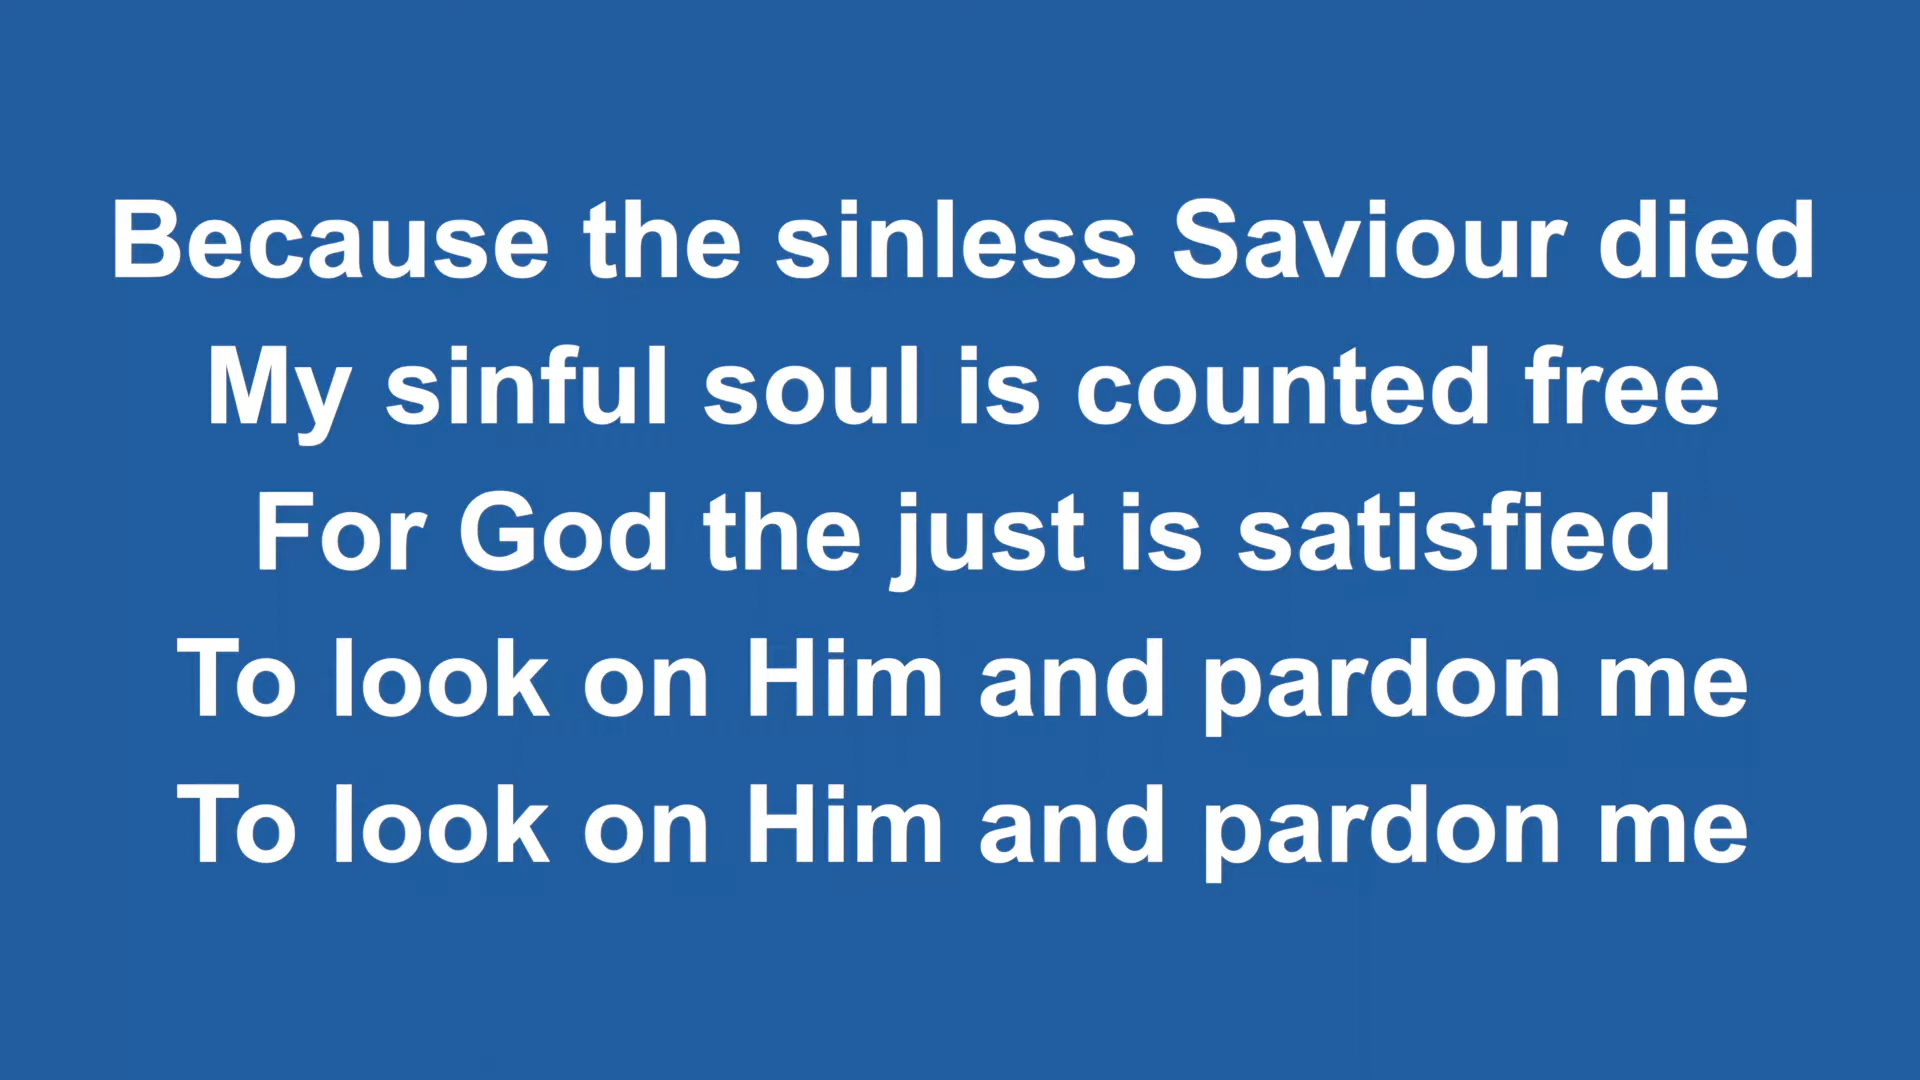 Because the sinless Saviour died
My sinful soul is counted free
For God the just is satisfied
To look on Him and pardon me
To look on Him and pardon me